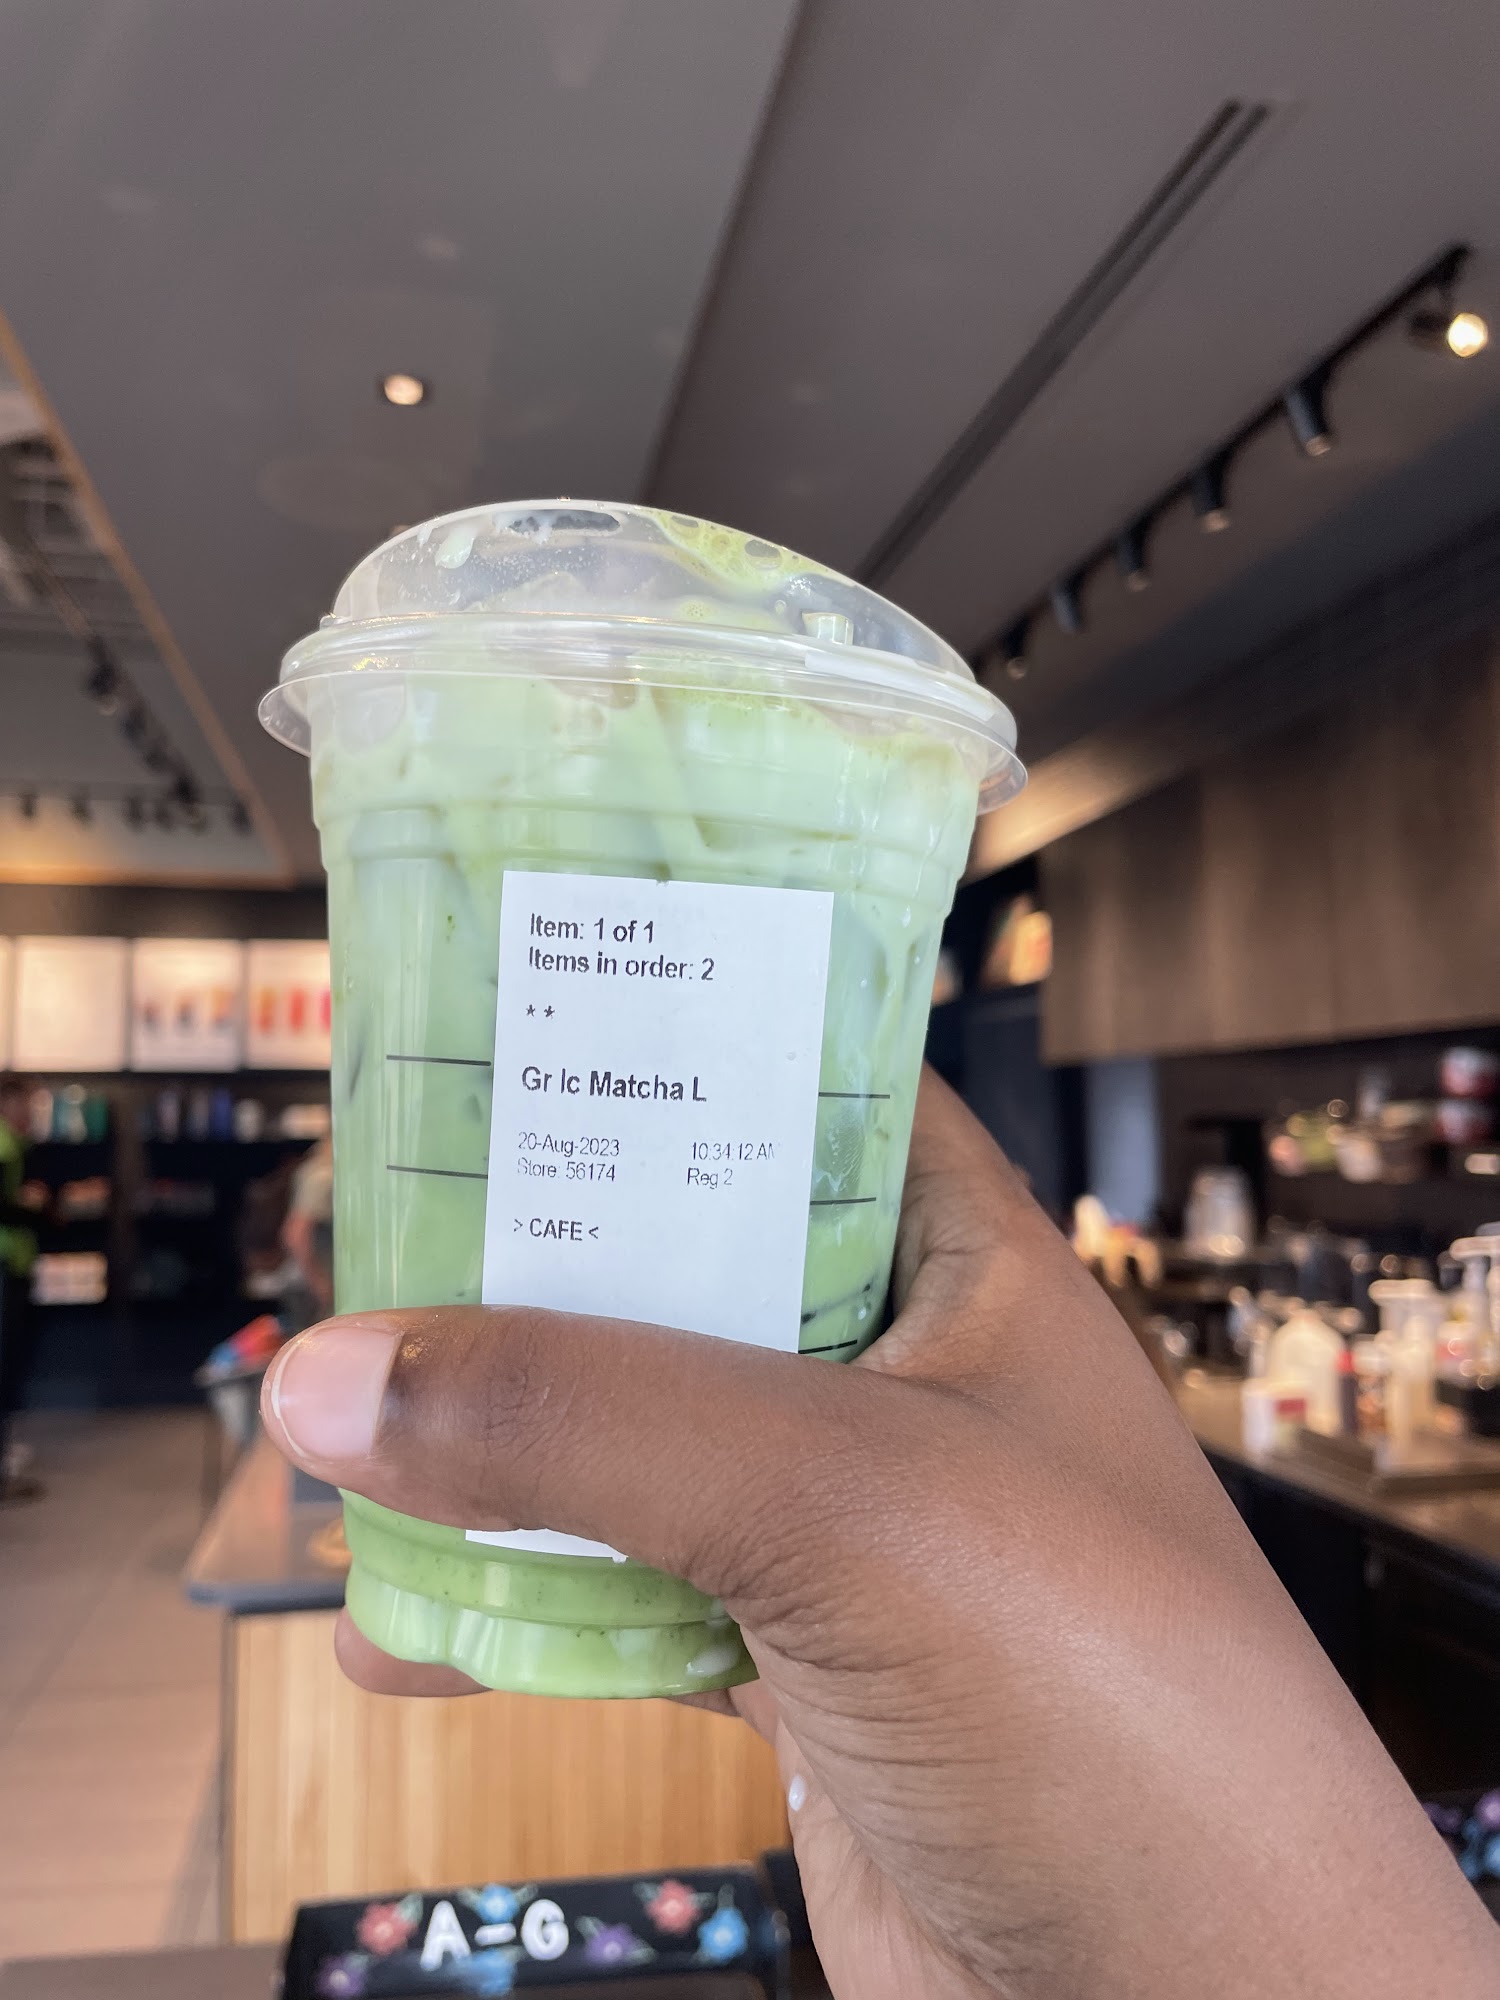 Item: 1 of 1
Items in order: 2
* *
Gr Ic Matcha L
20-Aug-2023 10:34:12 AM
Store: 56174 Reg 2
> CAFE <
A-G